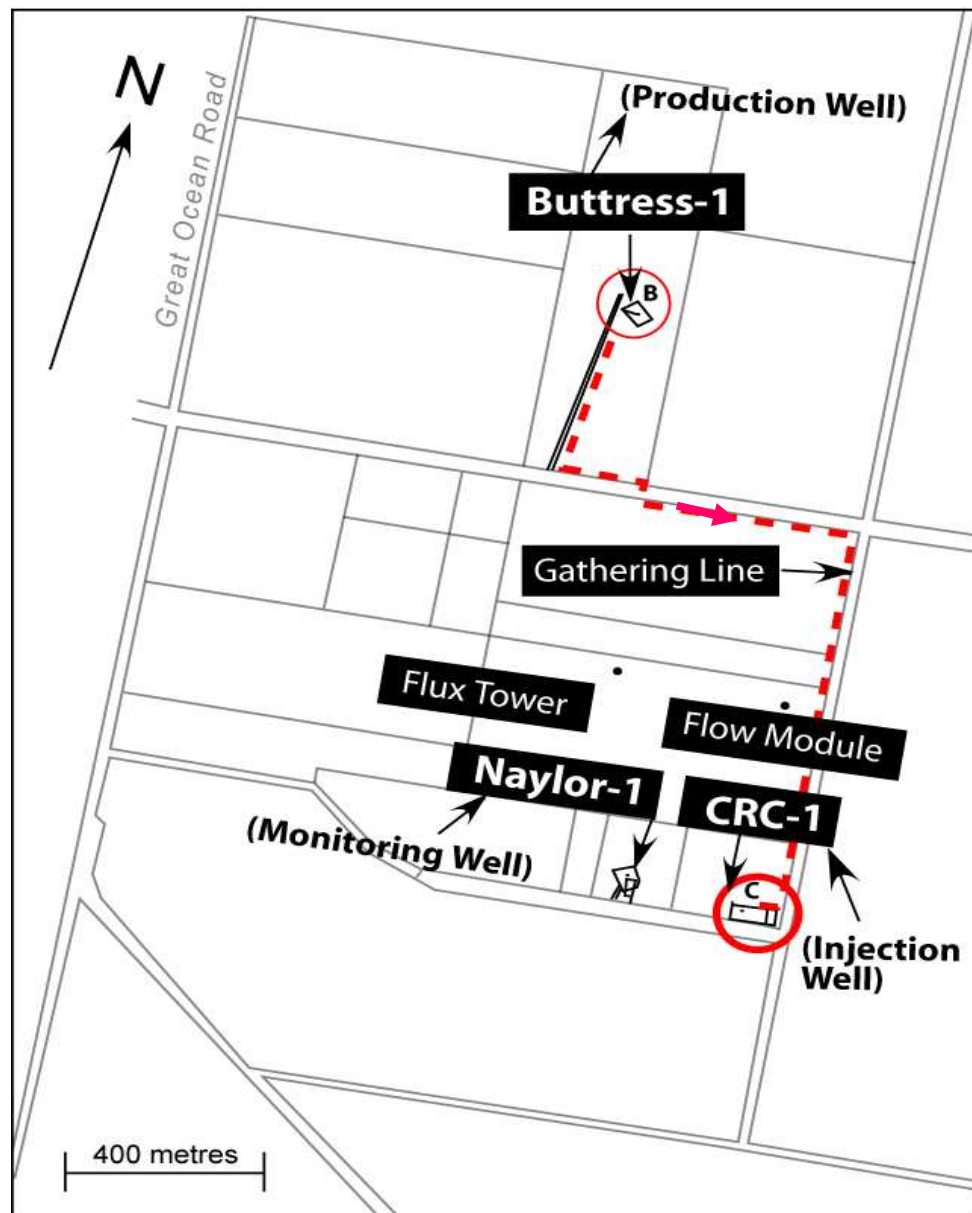 N
Great Ocean Road
(Production Well)
Buttress-1
B
Gathering Line
Flux Tower
Flow Module
Naylor-1
CRC-1
(Monitoring Well)
C
(Injection
Well)
400 metres